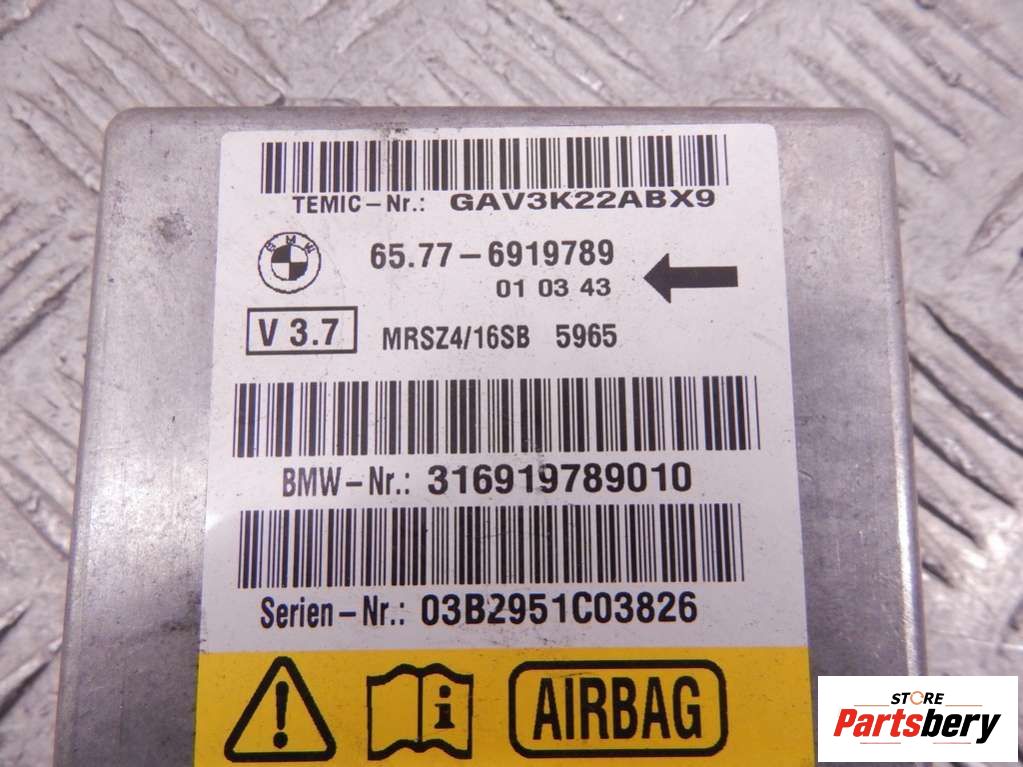 TEMIC-Nr.: GAV3K22ABX9
BMW
65.77-6919789
01 03 43
V 3.7 MRSZ4/16SB 5965
BMW-Nr.: 316919789010
Serien-Nr.: 03B2951C03826
i AIRBAG
STORE
Partsbery